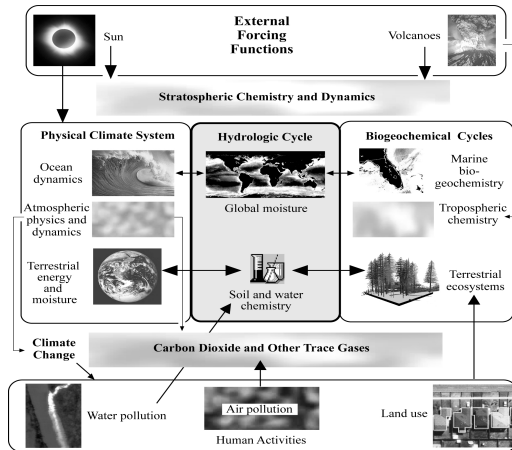 External
Forcing
Functions
Sun
Volcanoes
Stratospheric Chemistry and Dynamics
Physical Climate System
Hydrologic Cycle
Biogeochemical Cycles
Ocean
dynamics
Global moisture
Marine
bio-
geochemistry
Atmospheric
physics and
dynamics
Tropospheric
chemistry
Terrestrial
energy
and
moisture
Soil and water
chemistry
Terrestrial
ecosystems
Climate
Change
Carbon Dioxide and Other Trace Gases
Water pollution
Air pollution
Human Activities
Land use